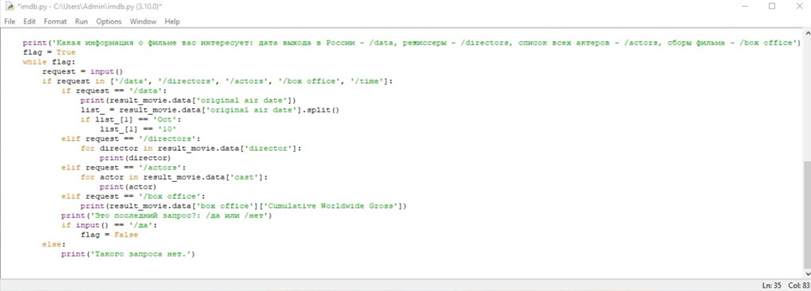 *imdb.py - C:\Users\Admin\imdb.py (3.10.0)*
File Edit Format Run Options Window Help
print('Какая информация о фильме вас интересует: дата выхода в России - /data, режиссеры - /directors, список всех актеров - /actors, сборы фильма - /box office')
flag = True
while flag:
    request = input()
    if request in ['/data', '/directors', '/actors', '/box office', '/time']:
        if request == '/data':
            print(result_movie.data['original air date'])
            list_ = result_movie.data['original air date'].split()
            if list_[1] == 'Oct':
                list_[1] == '10'
        elif request == '/directors':
            for director in result_movie.data['director']:
                print(director)
        elif request == '/actors':
            for actor in result_movie.data['cast']:
                print(actor)
        elif request == '/box office':
            print(result_movie.data['box office']['Cumulative Worldwide Gross'])
        print('Это последний запрос?: /да или /нет')
        if input() == '/да':
            flag = False
    else:
        print('Такого запроса нет.')
Ln: 35 Col: 83